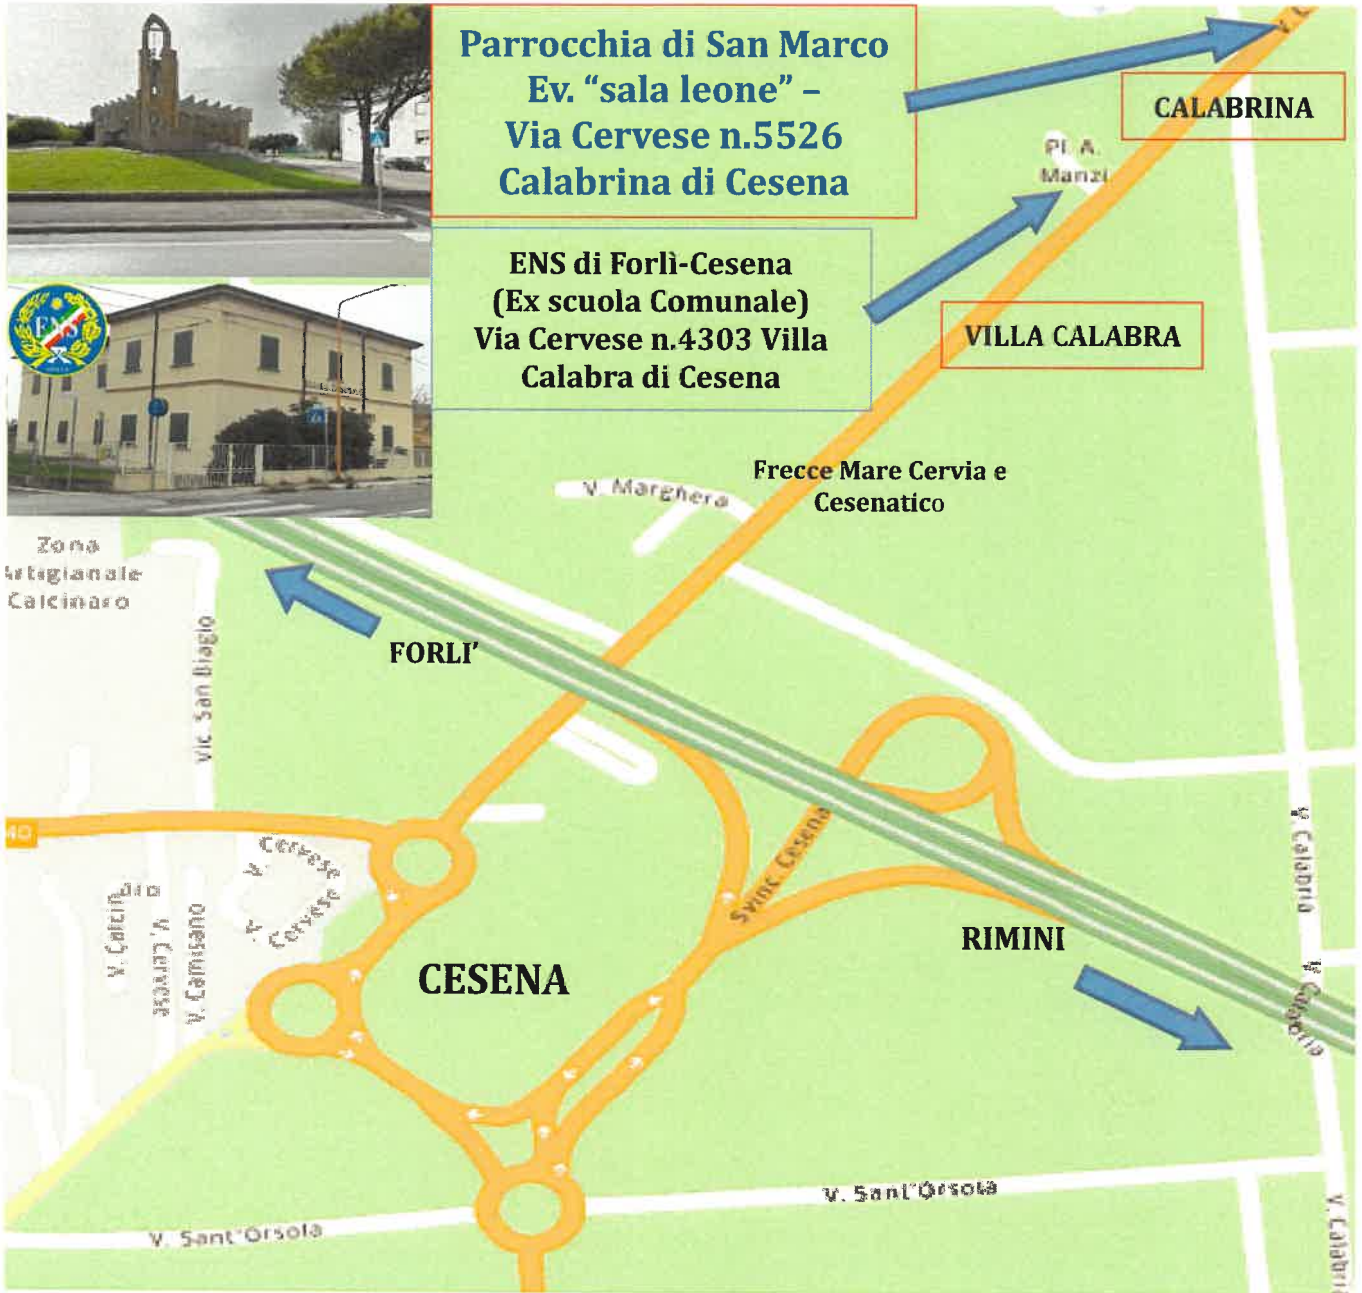 Parrocchia di San Marco
Ev. “sala leone” –
Via Cervese n.5526
Calabrina di Cesena
CALABRINA
Pl. A.
Manzi
ENS di Forlì-Cesena
(Ex scuola Comunale)
Via Cervese n.4303 Villa
Calabra di Cesena
ENS
VILLA CALABRA
Frecce Mare Cervia e
Cesenatico
V. Marghera
Zona
Artigianale
Calcinaro
FORLI’
Vic. San Biagio
40
V. Cervese
V. Cervese
Svinc. Cesena
V. Calabria
V. Cervese
V. Camisano
CESENA
RIMINI
V. Sant'Orsola
V. Sant'Orsola
V. Calabria